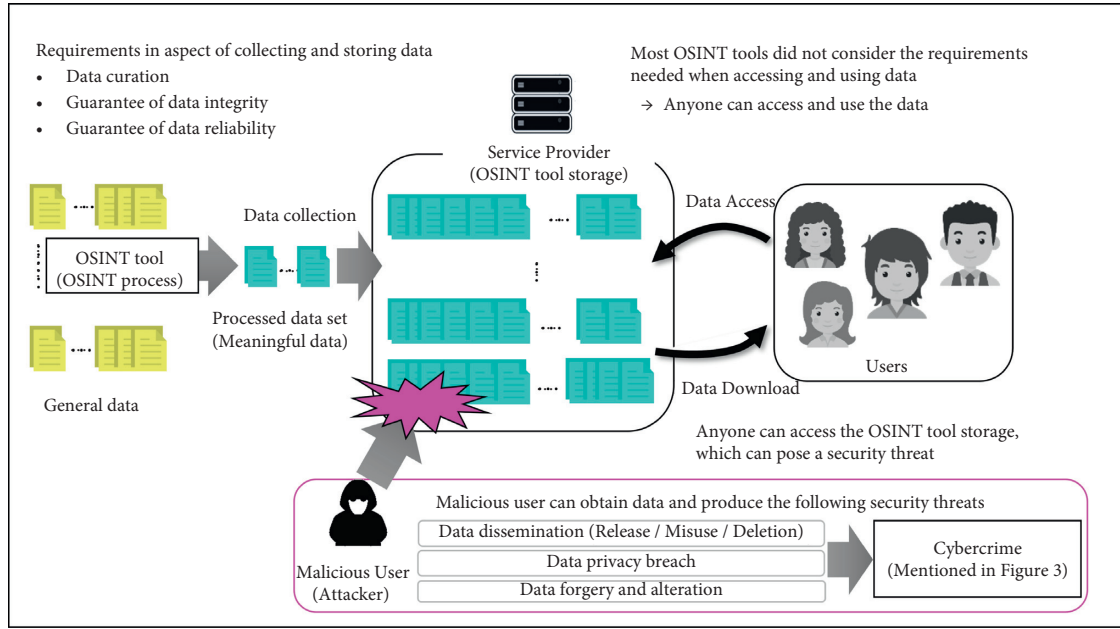 Requirements in aspect of collecting and storing data
• Data curation
• Guarantee of data integrity
• Guarantee of data reliability
Most OSINT tools did not consider the requirements
needed when accessing and using data
→ Anyone can access and use the data
Service Provider
(OSINT tool storage)
Data collection
OSINT tool
(OSINT process)
Processed data set
(Meaningful data)
General data
Data Access
Users
Data Download
Anyone can access the OSINT tool storage,
which can pose a security threat
Malicious user can obtain data and produce the following security threats
Malicious User
(Attacker)
Data dissemination (Release / Misuse / Deletion)
Data privacy breach
Data forgery and alteration
Cybercrime
(Mentioned in Figure 3)